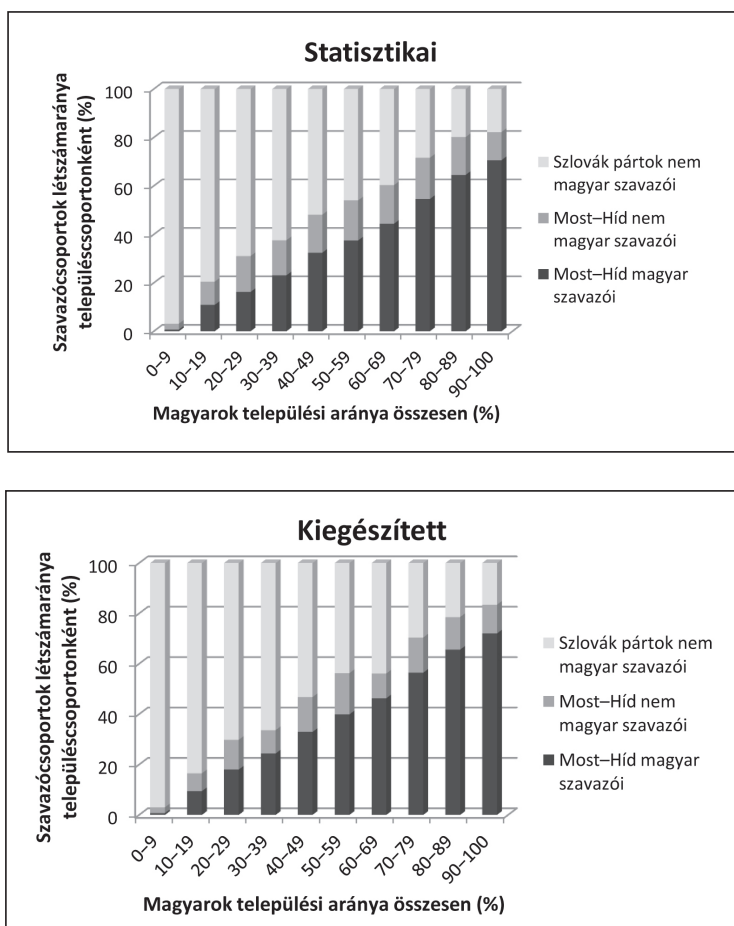 Statisztikai
Szavazócsoportok létszámaránya
településcsoportonként (%)
100
80
60
40
20
0
0–9
10–19
20–29
30–39
40–49
50–59
60–69
70–79
80–89
90–100
Magyarok települési aránya összesen (%)
Szlovák pártok nem
magyar szavazói
Most–Híd nem
magyar szavazói
Most–Híd magyar
szavazói
Kiegészített
Szavazócsoportok létszámaránya
településcsoportonként (%)
100
80
60
40
20
0
0–9
10–19
20–29
30–39
40–49
50–59
60–69
70–79
80–89
90–100
Magyarok települési aránya összesen (%)
Szlovák pártok nem
magyar szavazói
Most–Híd nem
magyar szavazói
Most–Híd magyar
szavazói